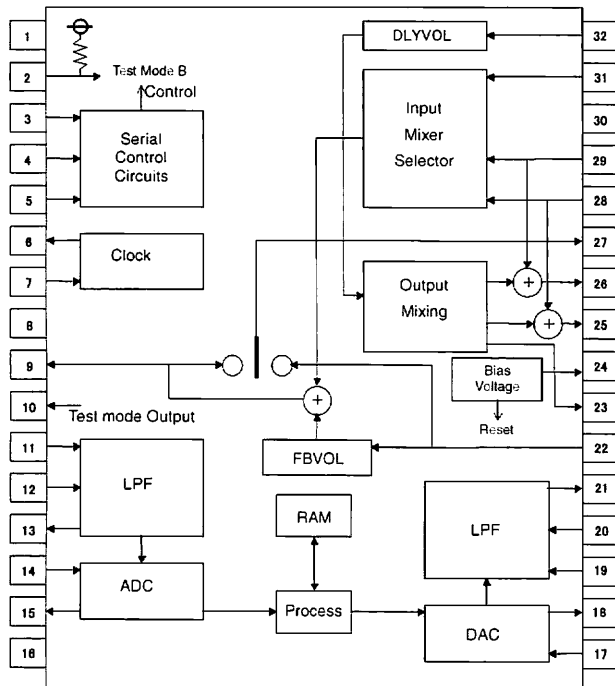 1
32
DLYVOL
2
Test Mode B
31
Control
Input
Mixer
Selector
3
Serial
Control
Circuits
30
4
29
5
28
6
Clock
27
7
Output
Mixing
26
8
25
9
Bias
Voltage
24
10
Test mode Output
Reset
23
11
LPF
FBVOL
22
12
RAM
LPF
21
13
20
14
ADC
19
15
Process
DAC
18
16
17